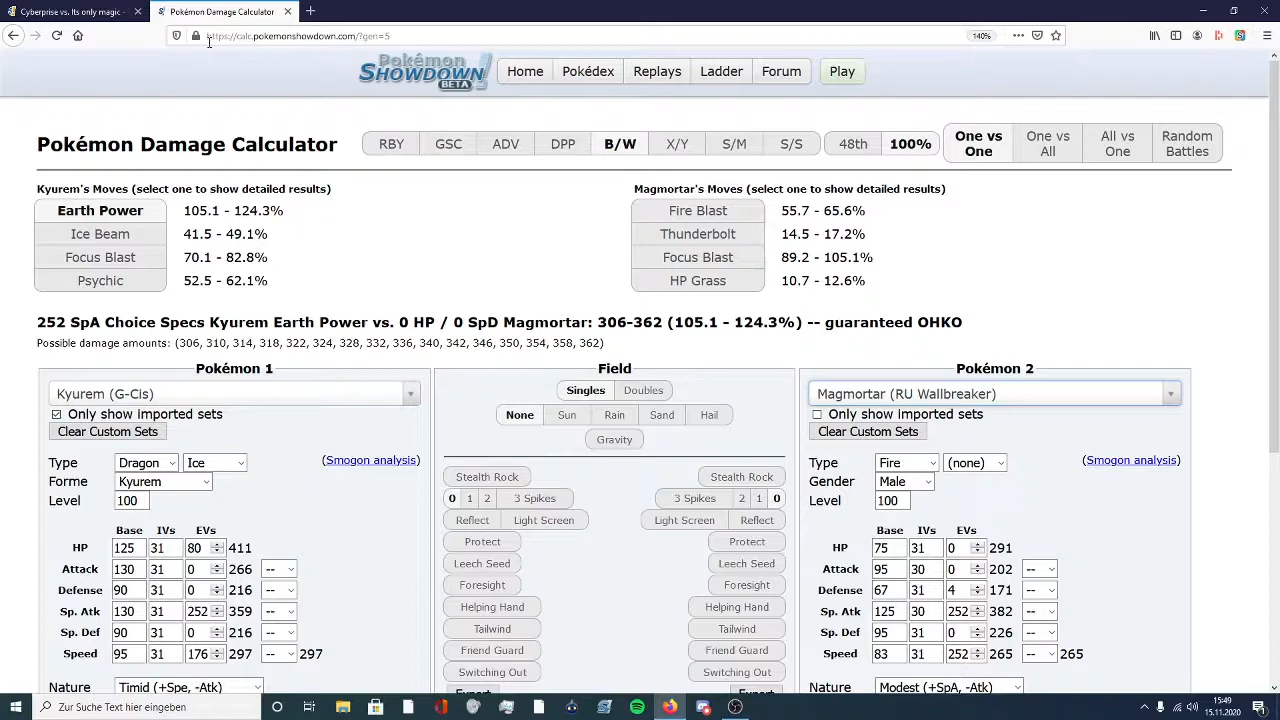 Cyberprise vs. Its only magic -
Pokémon Damage Calculator
https://calc.pokemonshowdown.com/?gen=5
140%
Pokémon
SHOWDOWN!
BETA
Home
Pokédex
Replays
Ladder
Forum
Play
Pokémon Damage Calculator
RBY
GSC
ADV
DPP
B/W
X/Y
S/M
S/S
48th
100%
One vs
One
One vs
All
All vs
One
Random
Battles
Kyurem's Moves (select one to show detailed results)
Earth Power 105.1 - 124.3%
Ice Beam 41.5 - 49.1%
Focus Blast 70.1 - 82.8%
Psychic 52.5 - 62.1%
Magmortar's Moves (select one to show detailed results)
Fire Blast 55.7 - 65.6%
Thunderbolt 14.5 - 17.2%
Focus Blast 89.2 - 105.1%
HP Grass 10.7 - 12.6%
252 SpA Choice Specs Kyurem Earth Power vs. 0 HP / 0 SpD Magmortar: 306-362 (105.1 - 124.3%) -- guaranteed OHKO
Possible damage amounts: (306, 310, 314, 318, 322, 324, 328, 332, 336, 340, 342, 346, 350, 354, 358, 362)
Pokémon 1
Kyurem (G-Cis)
Only show imported sets
Clear Custom Sets
Type Dragon Ice (Smogon analysis)
Forme Kyurem
Level 100
Base IVs EVs
HP 125 31 80 411
Attack 130 31 0 266 --
Defense 90 31 0 216 --
Sp. Atk 130 31 252 359 --
Sp. Def 90 31 0 216 --
Speed 95 31 176 297 -- 297
Nature Timid (+Spe, -Atk)
Field
Singles Doubles
None Sun Rain Sand Hail
Gravity
Stealth Rock Stealth Rock
0 1 2 3 Spikes 3 Spikes 2 1 0
Reflect Light Screen Light Screen Reflect
Protect Protect
Leech Seed Leech Seed
Foresight Foresight
Helping Hand Helping Hand
Tailwind Tailwind
Friend Guard Friend Guard
Switching Out Switching Out
Export Export
Pokémon 2
Magmortar (RU Wallbreaker)
Only show imported sets
Clear Custom Sets
Type Fire (none) (Smogon analysis)
Gender Male
Level 100
Base IVs EVs
HP 75 31 0 291
Attack 95 30 0 202 --
Defense 67 31 4 171 --
Sp. Atk 125 30 252 382 --
Sp. Def 95 31 0 226 --
Speed 83 31 252 265 -- 265
Nature Modest (+SpA, -Atk)
Zur Suche Text hier eingeben
15:49
15.11.2020